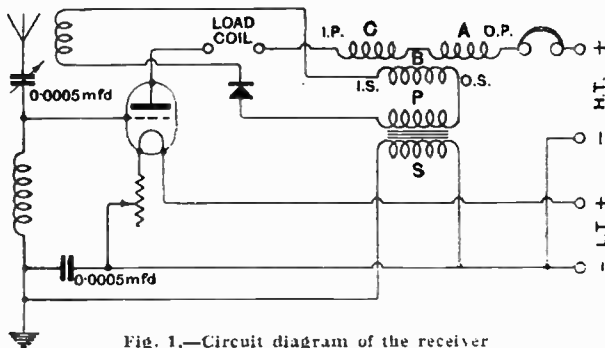 LOAD
COIL
I.P.
C
A
O.P.
B
I.S.
O.S.
P
S
0·0005 mfd
0·0005mfd
+
H.T.
−
+
L.T.
−
Fig. 1.—Circuit diagram of the receiver